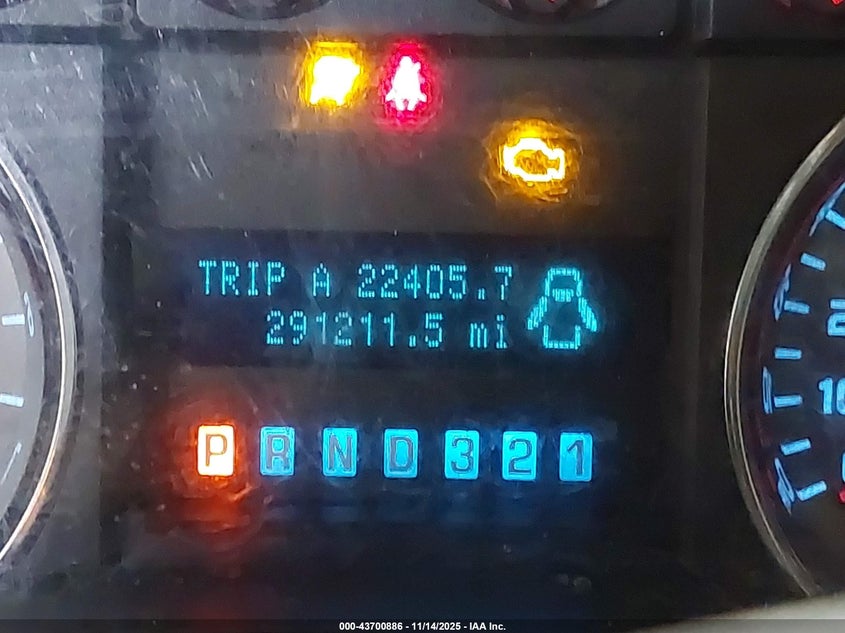 TRIP A 22405.7
291211.5 mi
P R N D 3 2 1
000-43700886 - 11/14/2025 - IAA Inc.